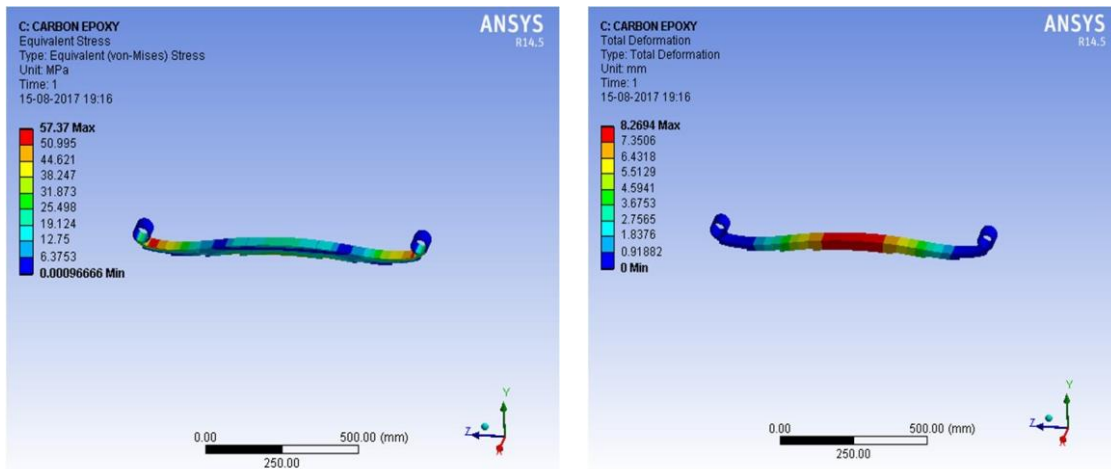 C: CARBON EPOXY
Equivalent Stress
Type: Equivalent (von-Mises) Stress
Unit: MPa
Time: 1
15-08-2017 19:16
ANSYS
R14.5
57.37 Max
50.995
44.621
38.247
31.873
25.498
19.124
12.75
6.3753
0.00096666 Min
0.00
500.00 (mm)
250.00
Y
Z
X
C: CARBON EPOXY
Total Deformation
Type: Total Deformation
Unit: mm
Time: 1
15-08-2017 19:16
ANSYS
R14.5
8.2694 Max
7.3506
6.4318
5.5129
4.5941
3.6753
2.7565
1.8376
0.91882
0 Min
0.00
500.00 (mm)
250.00
Y
Z
X